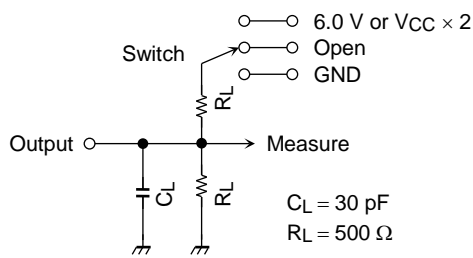 6.0 V or VCC × 2
Open
GND
Switch
RL
Output
Measure
CL
RL
CL = 30 pF
RL = 500 Ω